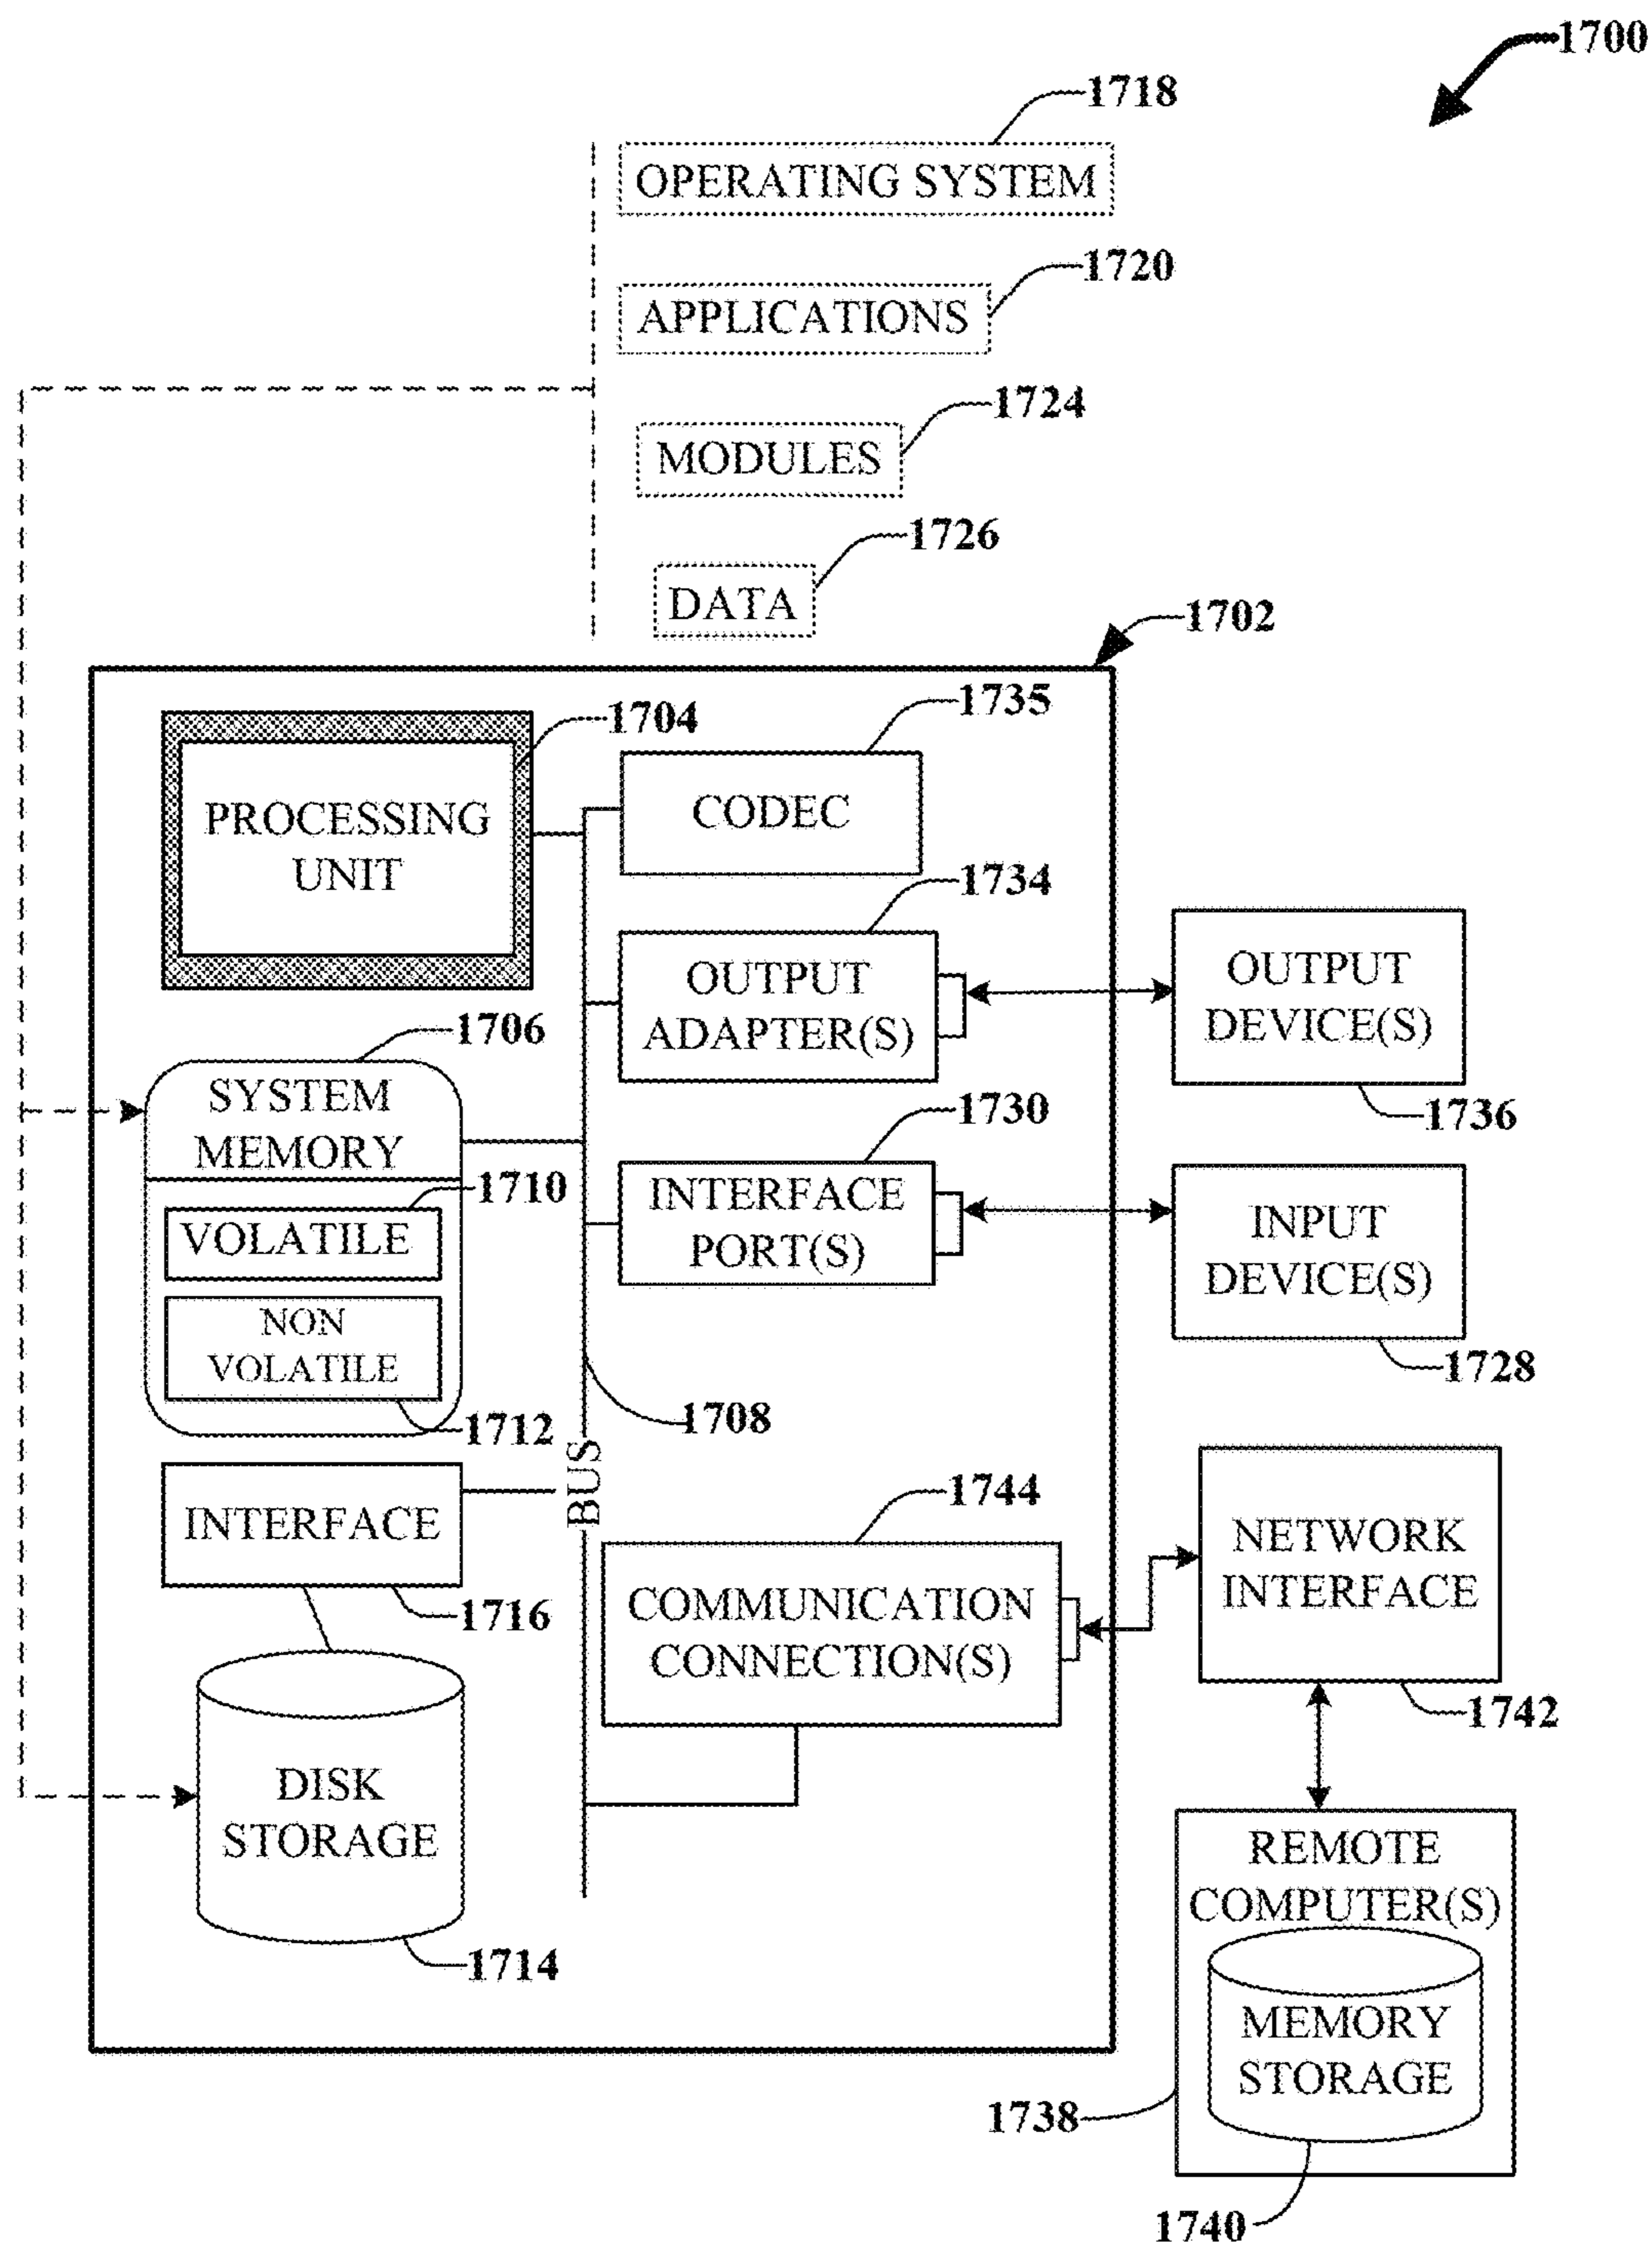 1700
1718
OPERATING SYSTEM
1720
APPLICATIONS
1724
MODULES
1726
DATA
1702
1704
PROCESSING
UNIT
1735
CODEC
1734
OUTPUT
ADAPTER(S)
OUTPUT
DEVICE(S)
1736
1706
SYSTEM
MEMORY
1710
VOLATILE
NON
VOLATILE
1712
1730
INTERFACE
PORT(S)
INPUT
DEVICE(S)
1728
1708
BUS
INTERFACE
1716
1744
COMMUNICATION
CONNECTION(S)
NETWORK
INTERFACE
1742
DISK
STORAGE
1714
REMOTE
COMPUTER(S)
MEMORY
STORAGE
1738
1740